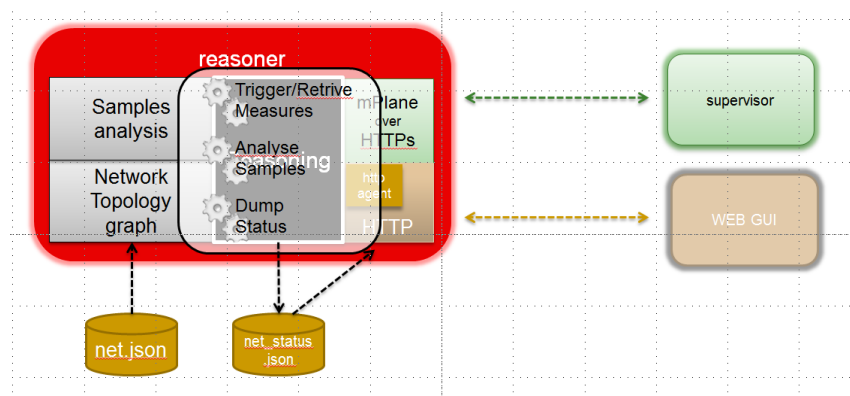 reasoner
Samples
analysis
Network
Topology
graph
Trigger/Retrive
Measures
Analyse
Samples
Dump
Status
reasoning
mPlane
over
HTTPs
http
agent
HTTP
supervisor
WEB GUI
net.json
net_status
.json